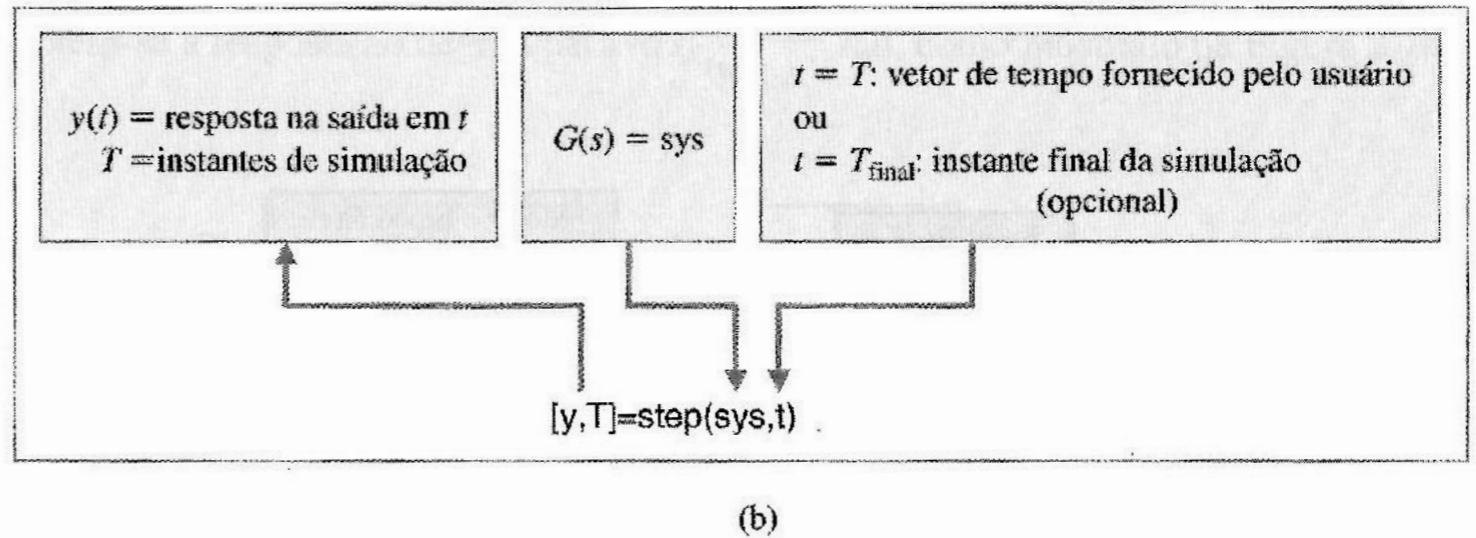 y(t) = resposta na saída em t
T =instantes de simulação
G(s) = sys
t = T: vetor de tempo fornecido pelo usuário
ou
t = T_final: instante final da simulação
(opcional)
[y,T]=step(sys,t)
(b)